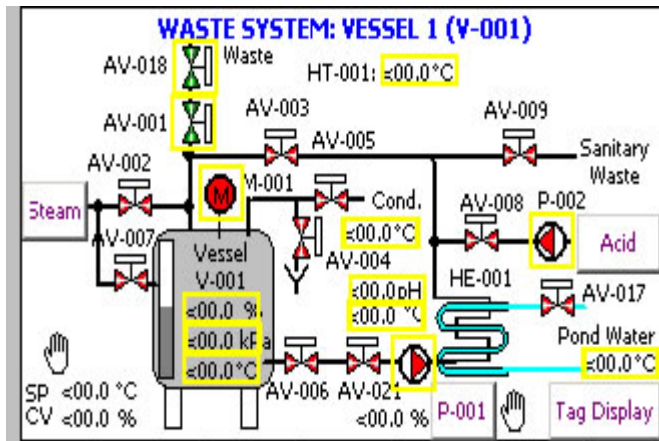 WASTE SYSTEM: VESSEL 1 (V-001)
AV-018
Waste
HT-001: <00.0°C
AV-001
AV-003
AV-009
AV-005
AV-002
Sanitary
Waste
M
M-001
Cond.
Steam
AV-008
P-002
<00.0°C
Acid
AV-007
Vessel
V-001
AV-004
HE-001
<00.0 %
<00.0pH
<00.0 °C
AV-017
<00.0 kPa
Pond Water
<00.0°C
<00.0°C
SP <00.0 °C
CV <00.0 %
AV-006
AV-021
<00.0 %
P-001
Tag Display